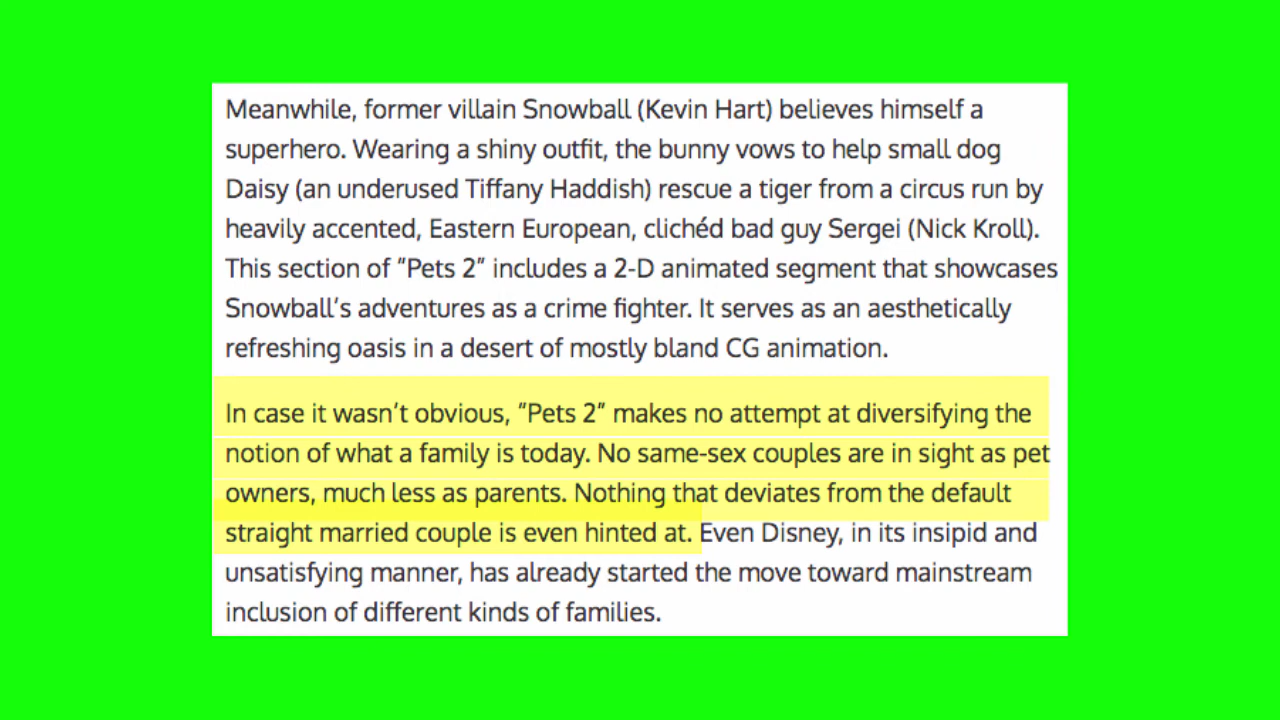 Meanwhile, former villain Snowball (Kevin Hart) believes himself a
superhero. Wearing a shiny outfit, the bunny vows to help small dog
Daisy (an underused Tiffany Haddish) rescue a tiger from a circus run by
heavily accented, Eastern European, clichéd bad guy Sergei (Nick Kroll).
This section of “Pets 2” includes a 2-D animated segment that showcases
Snowball’s adventures as a crime fighter. It serves as an aesthetically
refreshing oasis in a desert of mostly bland CG animation.
In case it wasn’t obvious, “Pets 2” makes no attempt at diversifying the
notion of what a family is today. No same-sex couples are in sight as pet
owners, much less as parents. Nothing that deviates from the default
straight married couple is even hinted at. Even Disney, in its insipid and
unsatisfying manner, has already started the move toward mainstream
inclusion of different kinds of families.